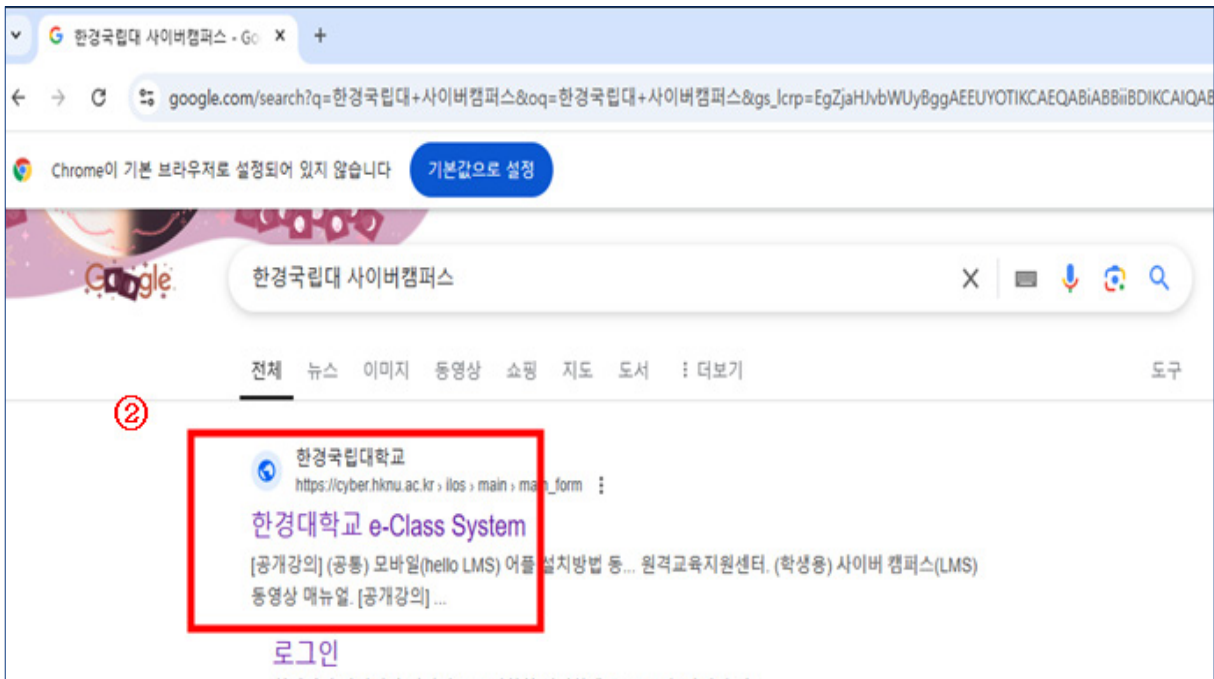 한경국립대 사이버캠퍼스 - Go
google.com/search?q=한경국립대+사이버캠퍼스&oq=한경국립대+사이버캠퍼스&gs_lcrp=EgZjaHJvbWUyBggAEEUYOTIKCAEQABiABBiiBDIKCAIQAB
Chrome이 기본 브라우저로 설정되어 있지 않습니다 기본값으로 설정
Google
한경국립대 사이버캠퍼스
전체 뉴스 이미지 동영상 쇼핑 지도 도서 더보기 도구
②
한경국립대학교
https://cyber.hknu.ac.kr › ilos › main › main_form
한경대학교 e-Class System
[공개강의] (공통) 모바일(hello LMS) 어플 설치방법 동... 원격교육지원센터. (학생용) 사이버 캠퍼스(LMS)
동영상 매뉴얼. [공개강의] ...
로그인